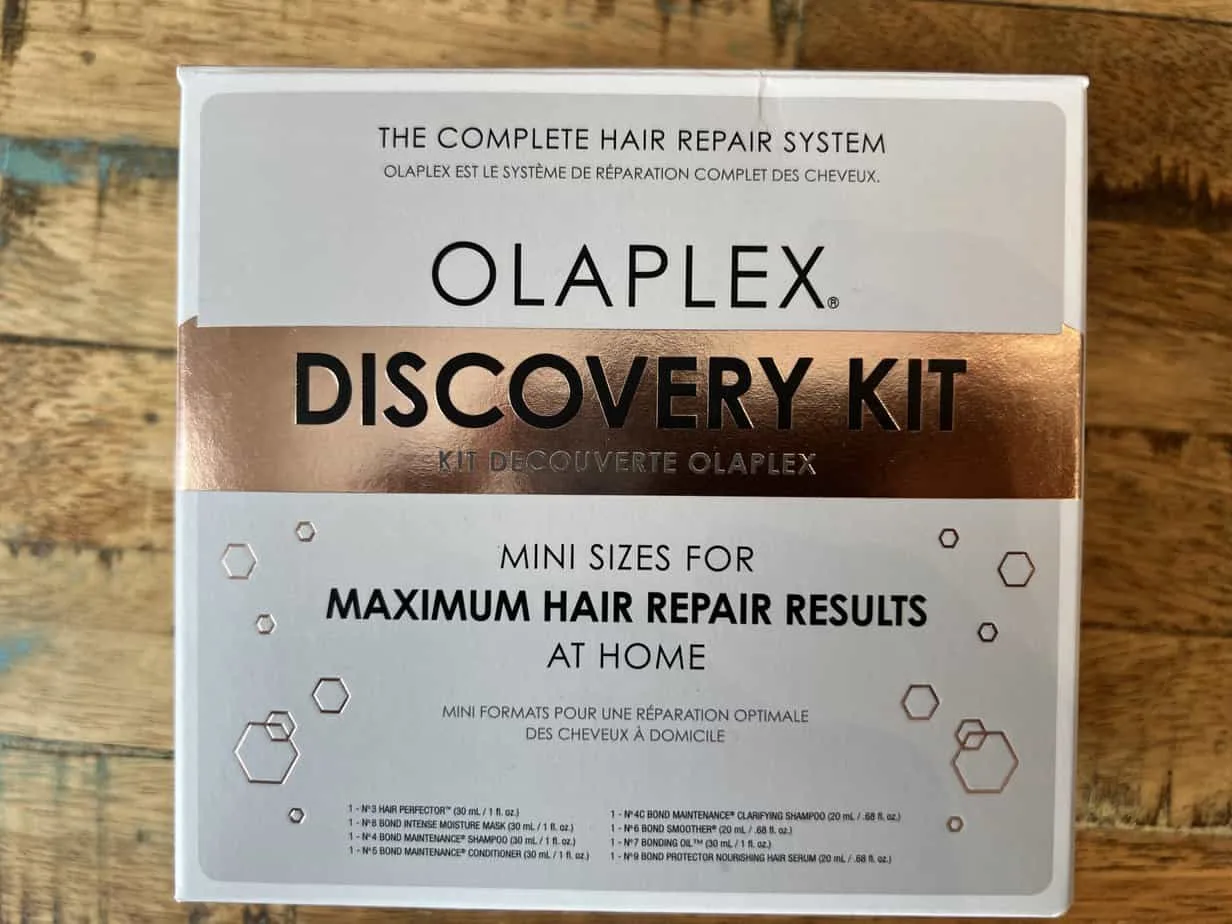 THE COMPLETE HAIR REPAIR SYSTEM
OLAPLEX EST LE SYSTÈME DE RÉPARATION COMPLET DES CHEVEUX.
OLAPLEX®
DISCOVERY KIT
KIT DECOUVERTE OLAPLEX
MINI SIZES FOR
MAXIMUM HAIR REPAIR RESULTS
AT HOME
MINI FORMATS POUR UNE RÉPARATION OPTIMALE
DES CHEVEUX À DOMICILE
1 - Nº3 HAIR PERFECTOR™ (30 mL / 1 fl. oz.)
1 - Nº8 BOND INTENSE MOISTURE MASK (30 mL / 1 fl. oz.)
1 - Nº4 BOND MAINTENANCE® SHAMPOO (30 mL / 1 fl. oz.)
1 - Nº5 BOND MAINTENANCE® CONDITIONER (30 mL / 1 fl. oz.)
1 - Nº4C BOND MAINTENANCE® CLARIFYING SHAMPOO (20 mL / .68 fl. oz.)
1 - Nº6 BOND SMOOTHER® (20 mL / .68 fl. oz.)
1 - Nº7 BONDING OIL™ (30 mL / 1 fl. oz.)
1 - Nº9 BOND PROTECTOR NOURISHING HAIR SERUM (20 mL / .68 fl. oz.)